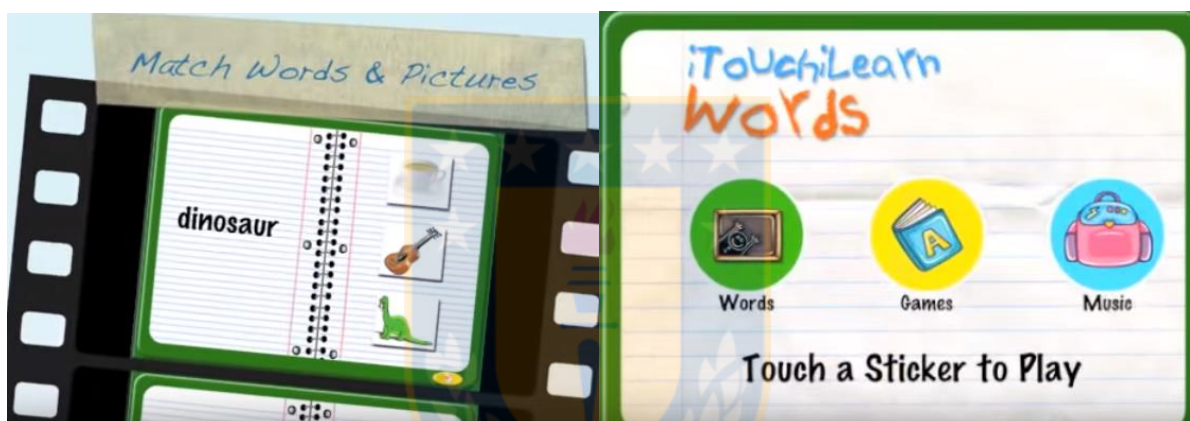 Match Words & Pictures
dinosaur
iTouchiLearn
words
A
Words
Games
Music
Touch a Sticker to Play